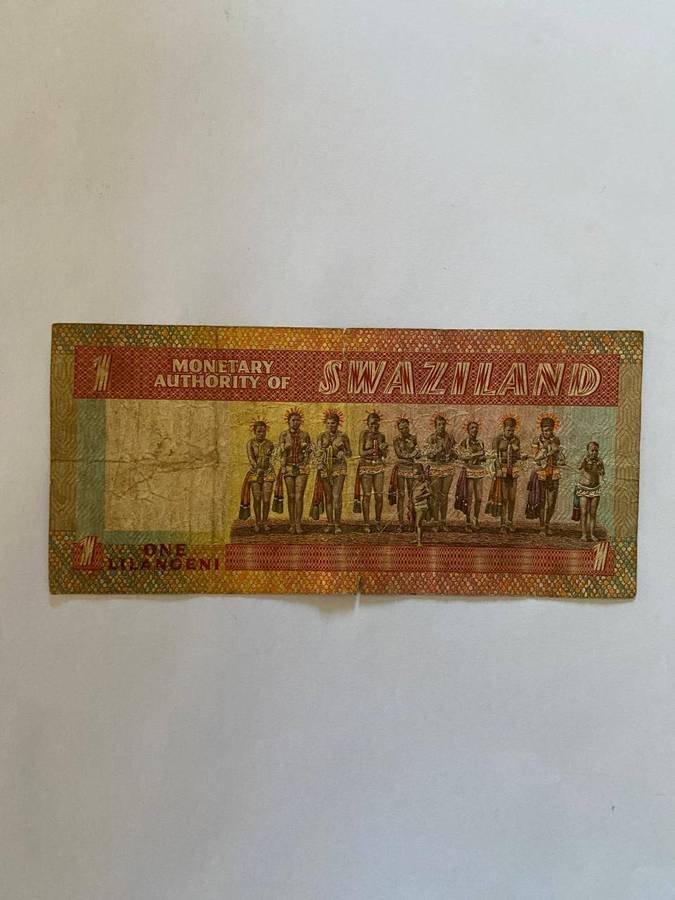 1
MONETARY
AUTHORITY OF
SWAZILAND
1
ONE
LILANGENI
1